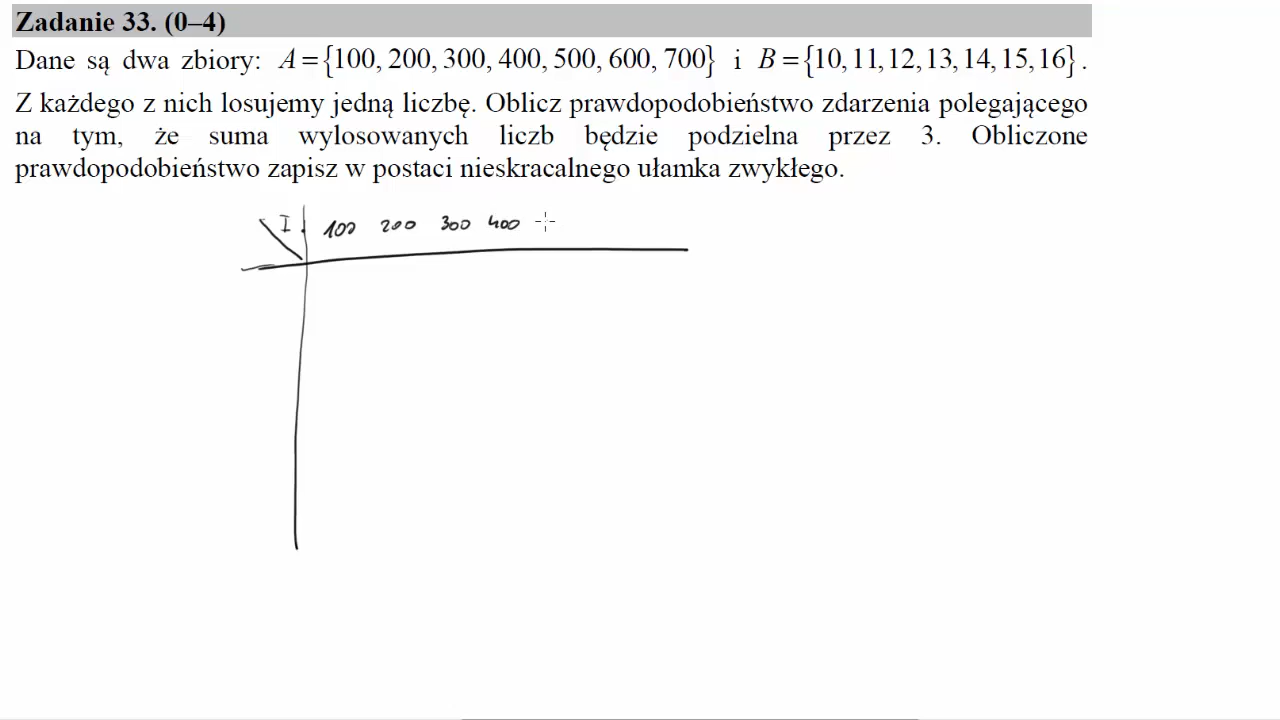 Zadanie 33. (0–4)
Dane są dwa zbiory: A = {100, 200, 300, 400, 500, 600, 700} i B = {10, 11, 12, 13, 14, 15, 16}.
Z każdego z nich losujemy jedną liczbę. Oblicz prawdopodobieństwo zdarzenia polegającego
na tym, że suma wylosowanych liczb będzie podzielna przez 3. Obliczone
prawdopodobieństwo zapisz w postaci nieskracalnego ułamka zwykłego.
I. 100 200 300 400